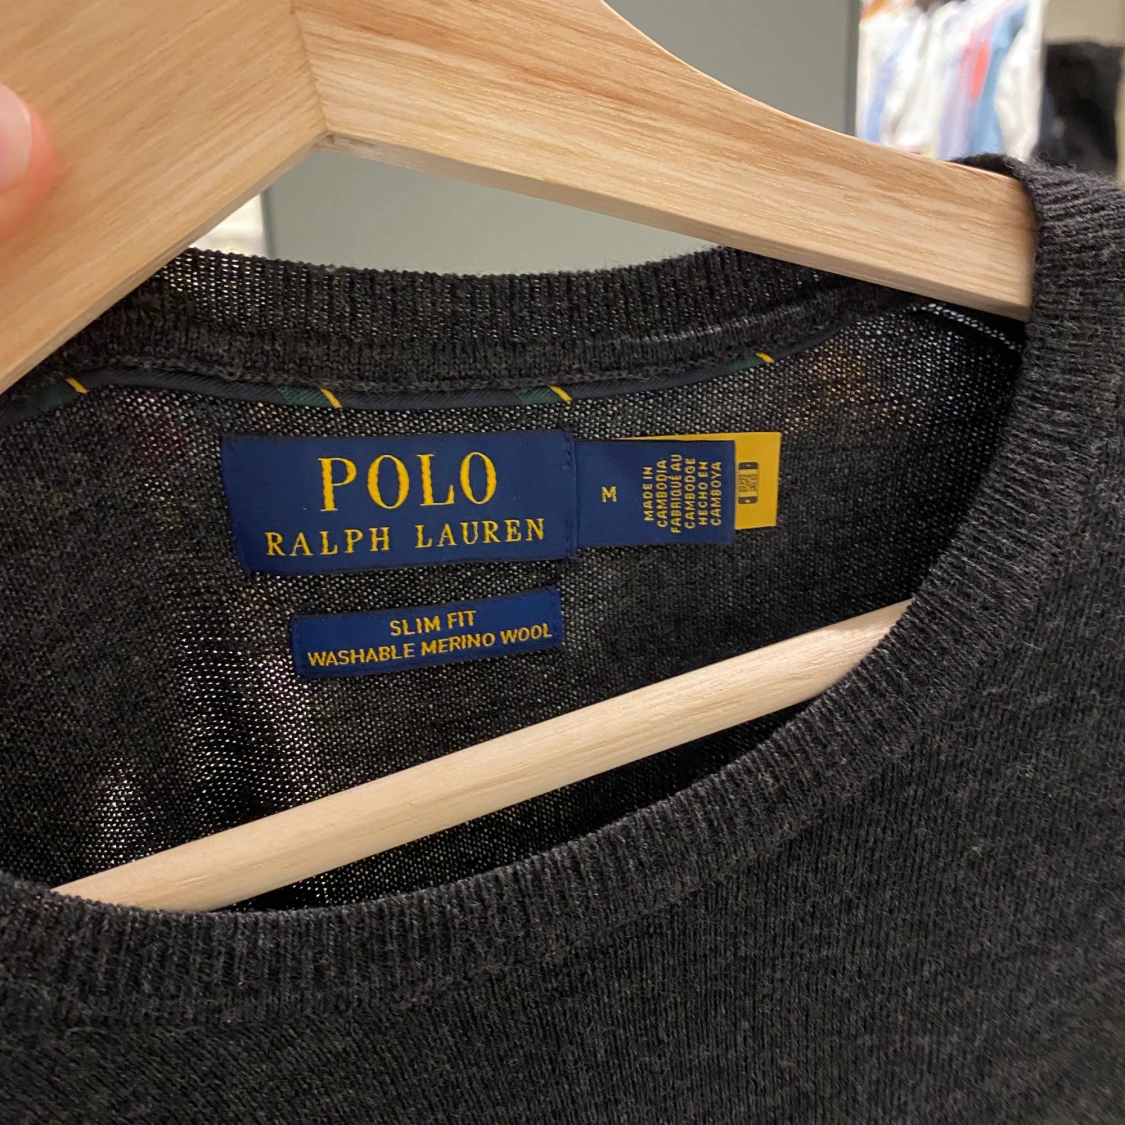 POLO
RALPH LAUREN
M
MADE IN
CAMBODIA,
FABRIQUÉ AU
CAMBODGE
HECHO EN
CAMBOYA
SLIM FIT
WASHABLE MERINO WOOL